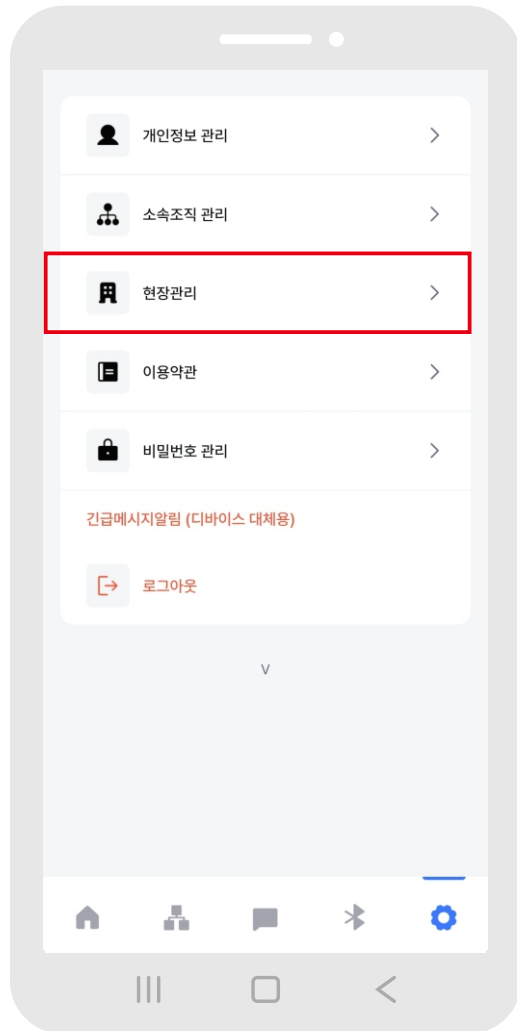 개인정보 관리
소속조직 관리
현장관리
이용약관
비밀번호 관리
긴급메시지알림 (디바이스 대체용)
로그아웃
v